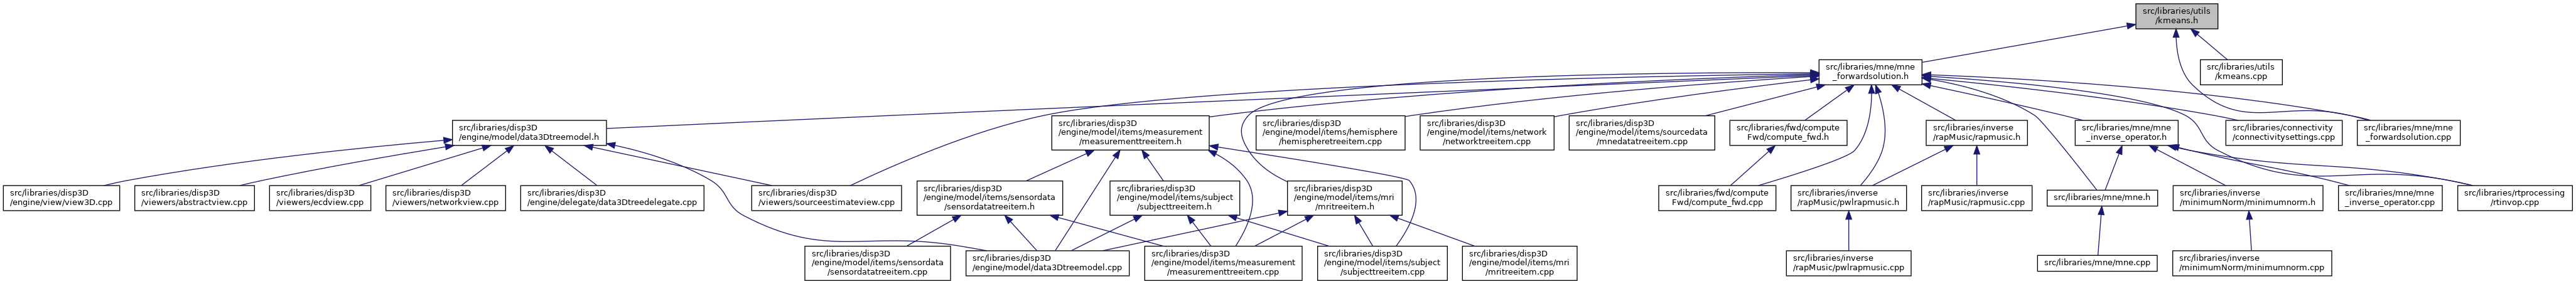 src/libraries/utils
/kmeans.h
src/libraries/mne/mne
_forwardsolution.h
src/libraries/utils
/kmeans.cpp
src/libraries/disp3D
/engine/model/data3Dtreemodel.h
src/libraries/disp3D
/engine/model/items/measurement
/measurementtreeitem.h
src/libraries/disp3D
/engine/model/items/hemisphere
/hemispheretreeitem.cpp
src/libraries/disp3D
/engine/model/items/network
/networktreeitem.cpp
src/libraries/disp3D
/engine/model/items/sourcedata
/mnedatatreeitem.cpp
src/libraries/fwd/compute
Fwd/compute_fwd.h
src/libraries/inverse
/rapMusic/rapmusic.h
src/libraries/mne/mne
_inverse_operator.h
src/libraries/connectivity
/connectivitysettings.cpp
src/libraries/mne/mne
_forwardsolution.cpp
src/libraries/disp3D
/engine/view/view3D.cpp
src/libraries/disp3D
/viewers/abstractview.cpp
src/libraries/disp3D
/viewers/ecdview.cpp
src/libraries/disp3D
/viewers/networkview.cpp
src/libraries/disp3D
/engine/delegate/data3Dtreedelegate.cpp
src/libraries/disp3D
/viewers/sourceestimateview.cpp
src/libraries/disp3D
/engine/model/items/sensordata
/sensordatatreeitem.h
src/libraries/disp3D
/engine/model/items/subject
/subjecttreeitem.h
src/libraries/disp3D
/engine/model/items/mri
/mritreeitem.h
src/libraries/fwd/compute
Fwd/compute_fwd.cpp
src/libraries/inverse
/rapMusic/pwlrapmusic.h
src/libraries/inverse
/rapMusic/rapmusic.cpp
src/libraries/mne/mne.h
src/libraries/inverse
/minimumNorm/minimumnorm.h
src/libraries/mne/mne
_inverse_operator.cpp
src/libraries/rtprocessing
/rtinvop.cpp
src/libraries/disp3D
/engine/model/items/sensordata
/sensordatatreeitem.cpp
src/libraries/disp3D
/engine/model/data3Dtreemodel.cpp
src/libraries/disp3D
/engine/model/items/measurement
/measurementtreeitem.cpp
src/libraries/disp3D
/engine/model/items/subject
/subjecttreeitem.cpp
src/libraries/disp3D
/engine/model/items/mri
/mritreeitem.cpp
src/libraries/inverse
/rapMusic/pwlrapmusic.cpp
src/libraries/mne/mne.cpp
src/libraries/inverse
/minimumNorm/minimumnorm.cpp